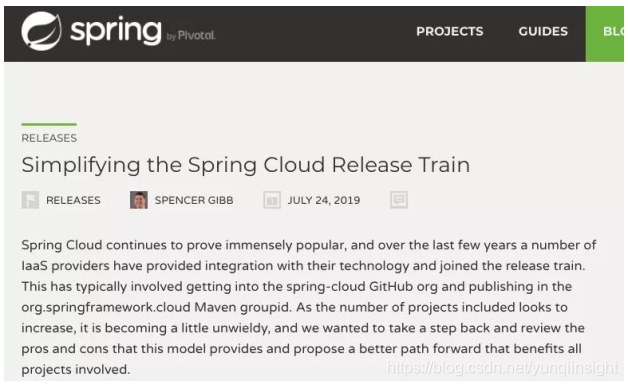 spring by Pivotal.
PROJECTS GUIDES BLO
RELEASES
Simplifying the Spring Cloud Release Train
RELEASES SPENCER GIBB JULY 24, 2019
Spring Cloud continues to prove immensely popular, and over the last few years a number of
IaaS providers have provided integration with their technology and joined the release train.
This has typically involved getting into the spring-cloud GitHub org and publishing in the
org.springframework.cloud Maven groupid. As the number of projects included looks to
increase, it is becoming a little unwieldy, and we wanted to take a step back and review the
pros and cons that this model provides and propose a better path forward that benefits all
projects involved.
https://blog.csdn.net/yunqiinsight